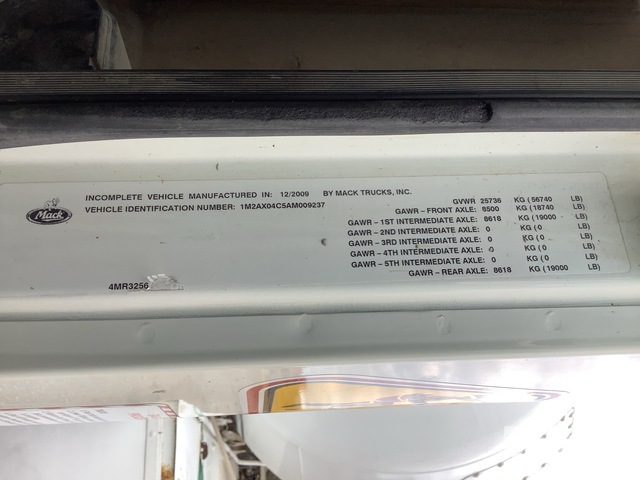 Mack
INCOMPLETE VEHICLE MANUFACTURED IN: 12/2009 BY MACK TRUCKS, INC.
VEHICLE IDENTIFICATION NUMBER: 1M2AX04C5AM009237
GVWR 25736 KG ( 56740 LB)
GAWR - FRONT AXLE: 8500 KG ( 18740 LB)
GAWR - 1ST INTERMEDIATE AXLE: 8618 KG ( 19000 LB)
GAWR - 2ND INTERMEDIATE AXLE: 0 KG ( 0 LB)
GAWR - 3RD INTERMEDIATE AXLE: 0 KG ( 0 LB)
GAWR - 4TH INTERMEDIATE AXLE: 0 KG ( 0 LB)
GAWR - 5TH INTERMEDIATE AXLE: 0 KG ( 0 LB)
GAWR - REAR AXLE: 8618 KG ( 19000 LB)
4MR3256